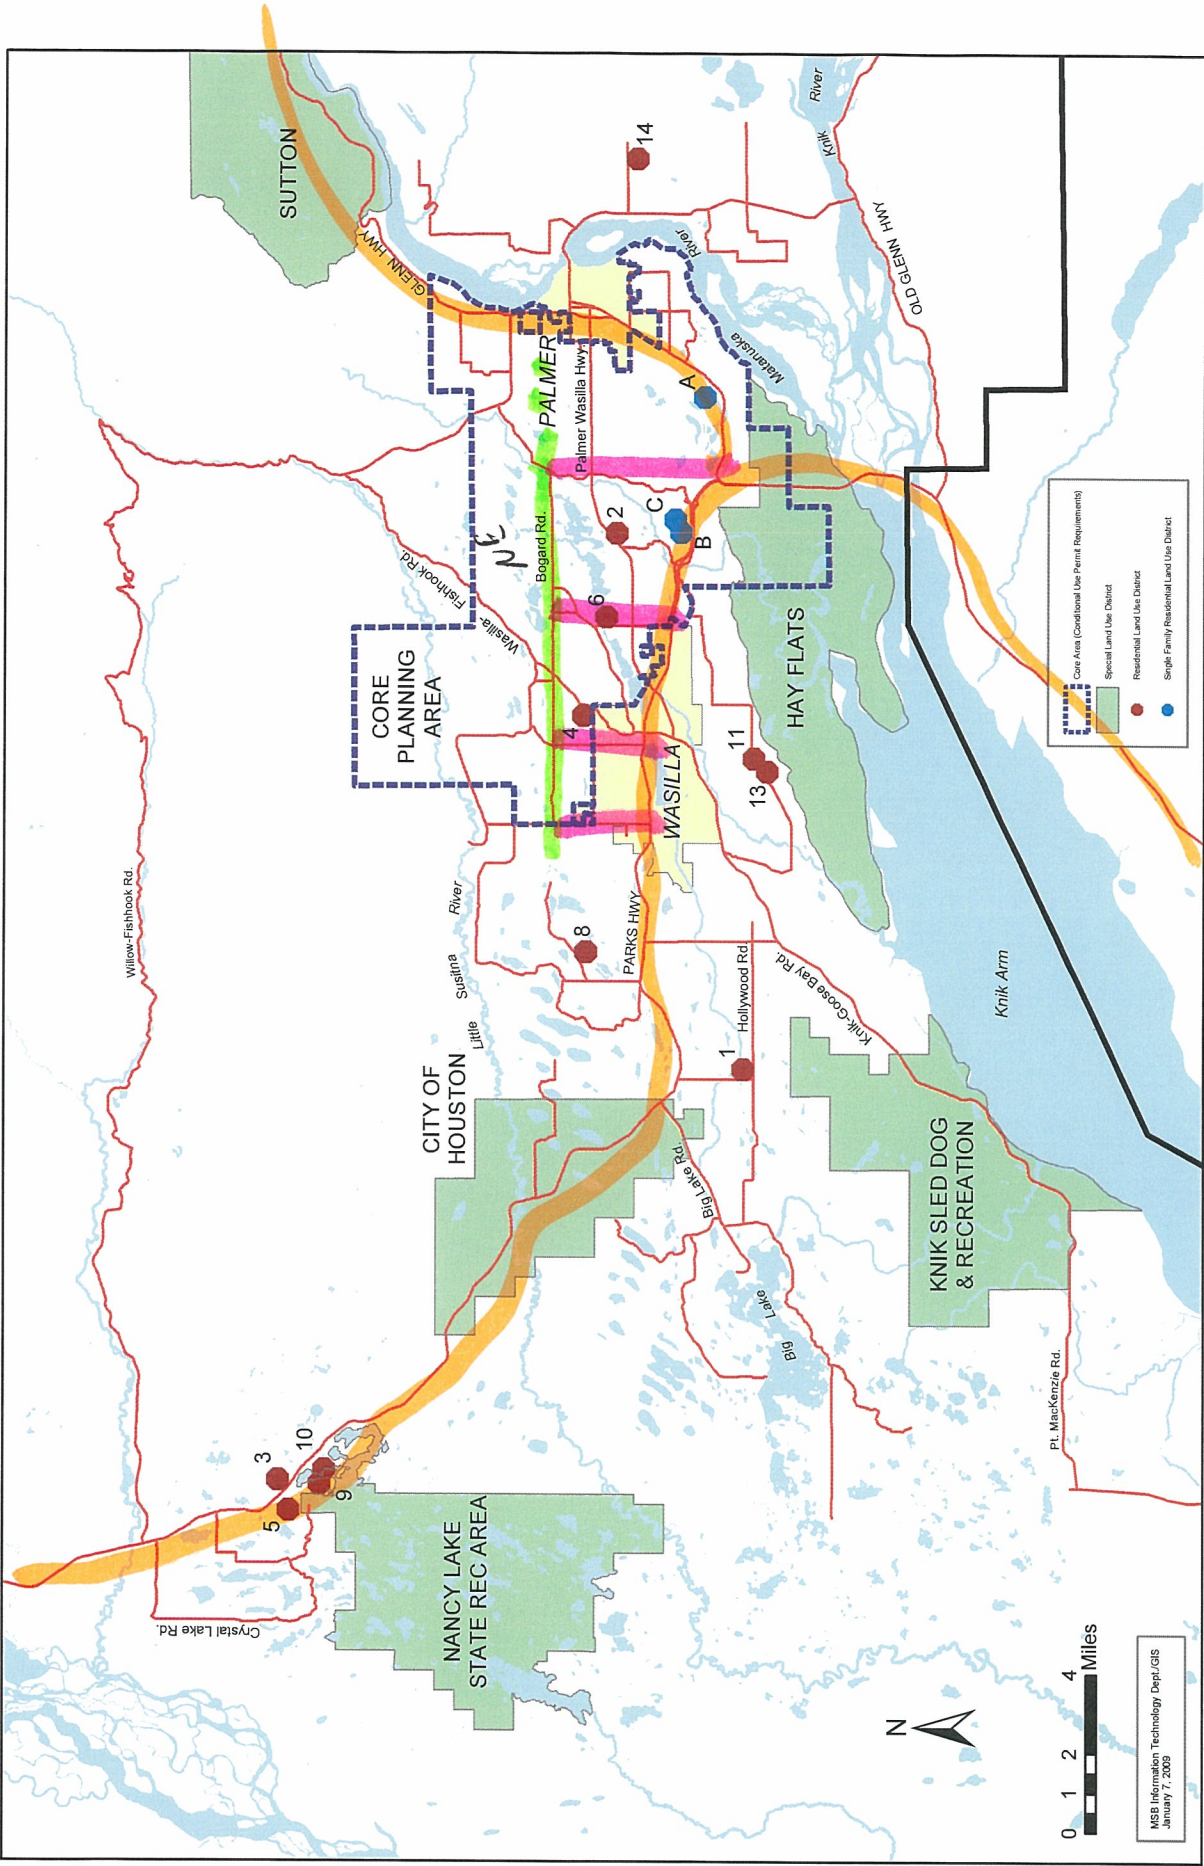 SUTTON
GLENN HWY
14
River
Knik
OLD GLENN HWY
River
Matanuska
PALMER
Palmer Wasilla Hwy.
A
Fishhook Rd.
Wasilla-
NE
Bogard Rd.
2
C
B
6
4
CORE
PLANNING
AREA
WASILLA
11
13
HAY FLATS
Willow-Fishhook Rd.
Little
Susitna
River
8
PARKS HWY
Hollywood Rd.
Knik-Goose Bay Rd.
Knik Arm
1
CITY OF
HOUSTON
Big Lake Rd.
Big
Lake
KNIK SLED DOG
& RECREATION
Pt. MacKenzie Rd.
3
10
5
9
NANCY LAKE
STATE REC AREA
Crystal Lake Rd.
Core Area (Conditional Use Permit Requirements)
Special Land Use District
Residential Land Use District
Single Family Residential Land Use District
N
0 1 2 4
Miles
MSB Information Technology Dept./GIS
January 7, 2009